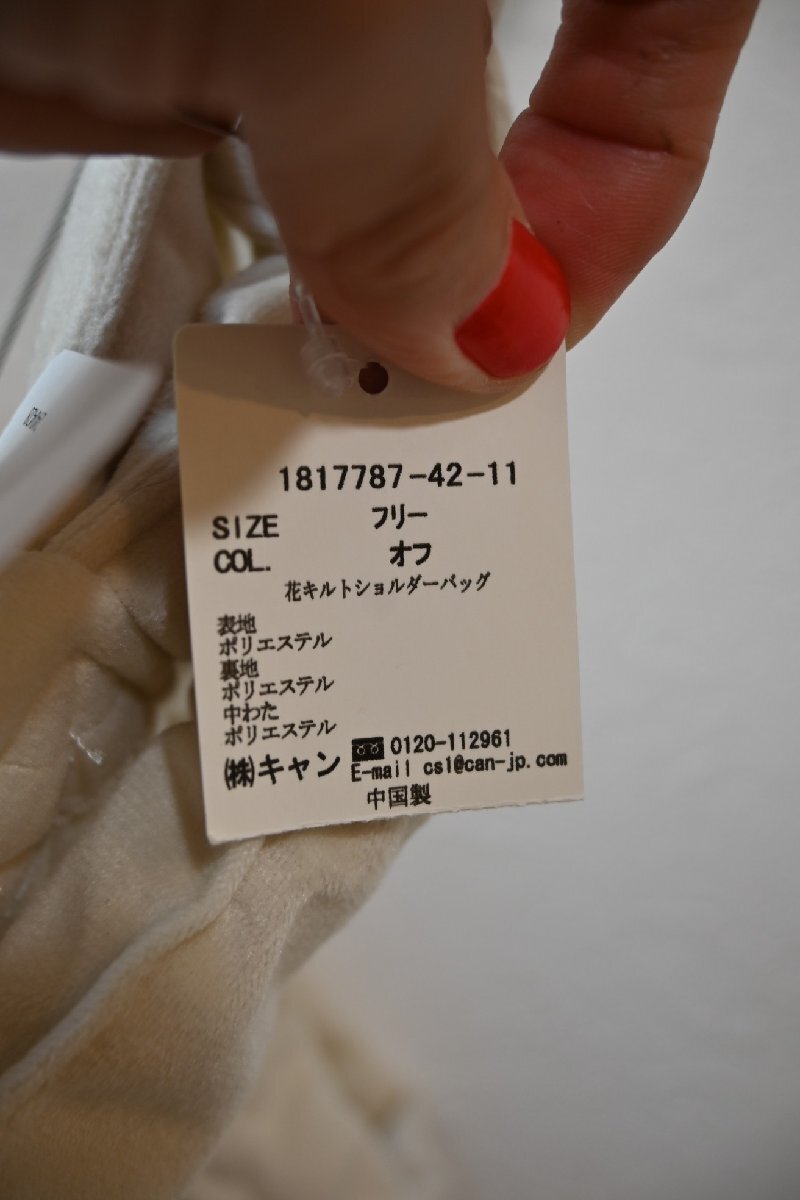 1817787-42-11
SIZE フリー
COL. オフ
花キルトショルダーバッグ
表地
ポリエステル
裏地
ポリエステル
中わた
ポリエステル
㈱キャン 0120-112961
E-mail cs1@can-jp.com
中国製